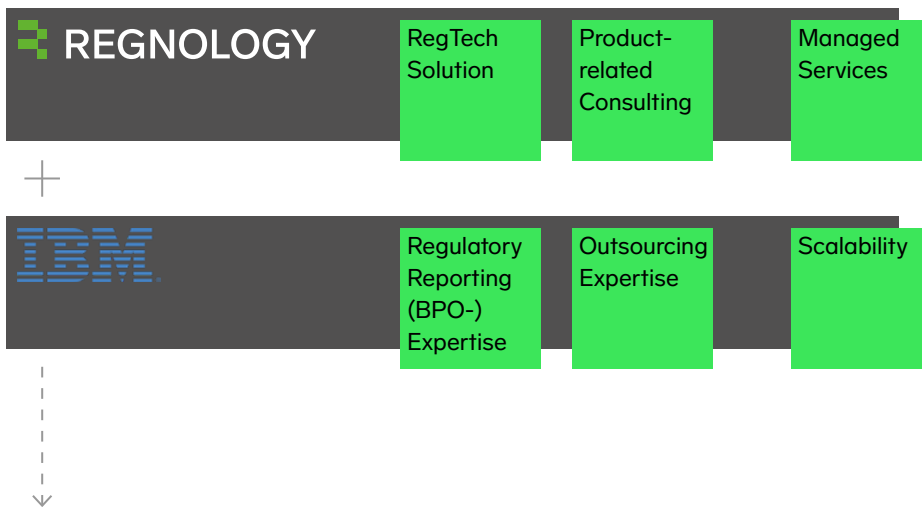 REGNOLOGY
RegTech
Solution
Product-
related
Consulting
Managed
Services
IBM
Regulatory
Reporting
(BPO-)
Expertise
Outsourcing
Expertise
Scalability